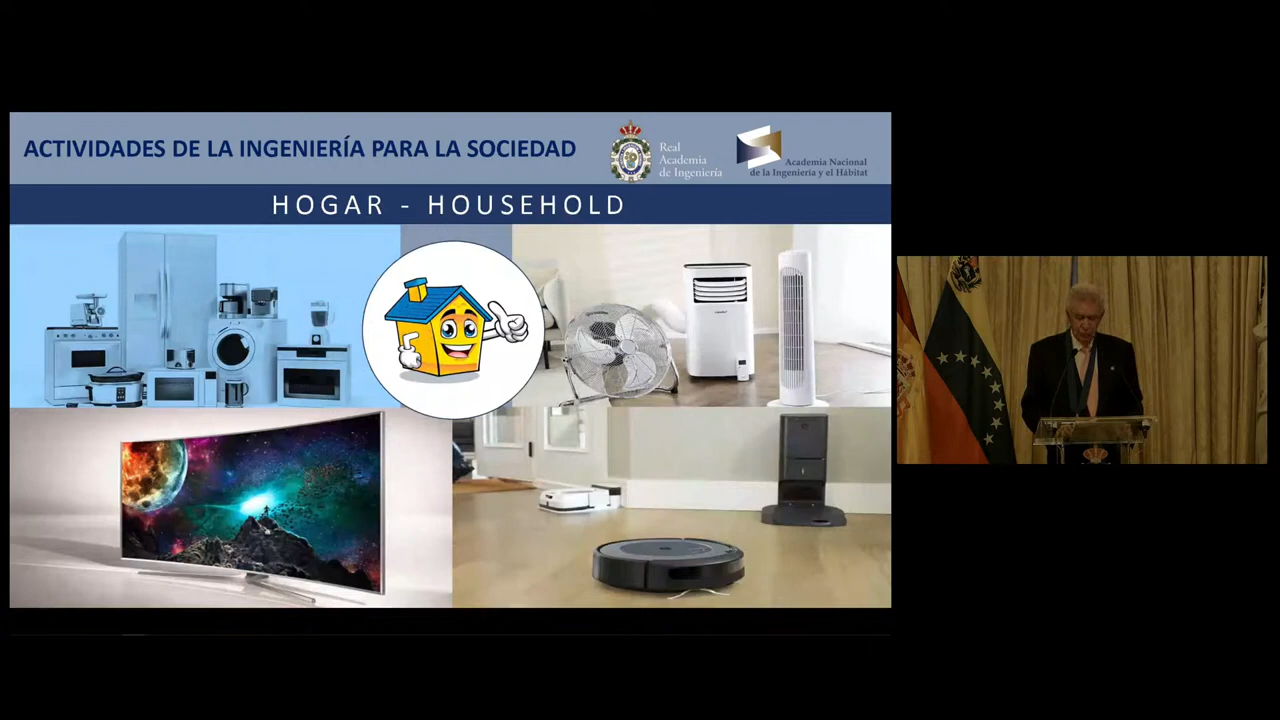 ACTIVIDADES DE LA INGENIERÍA PARA LA SOCIEDAD
Real
Academia
de Ingeniería
Academia Nacional
de la Ingeniería y el Hábitat
HOGAR - HOUSEHOLD